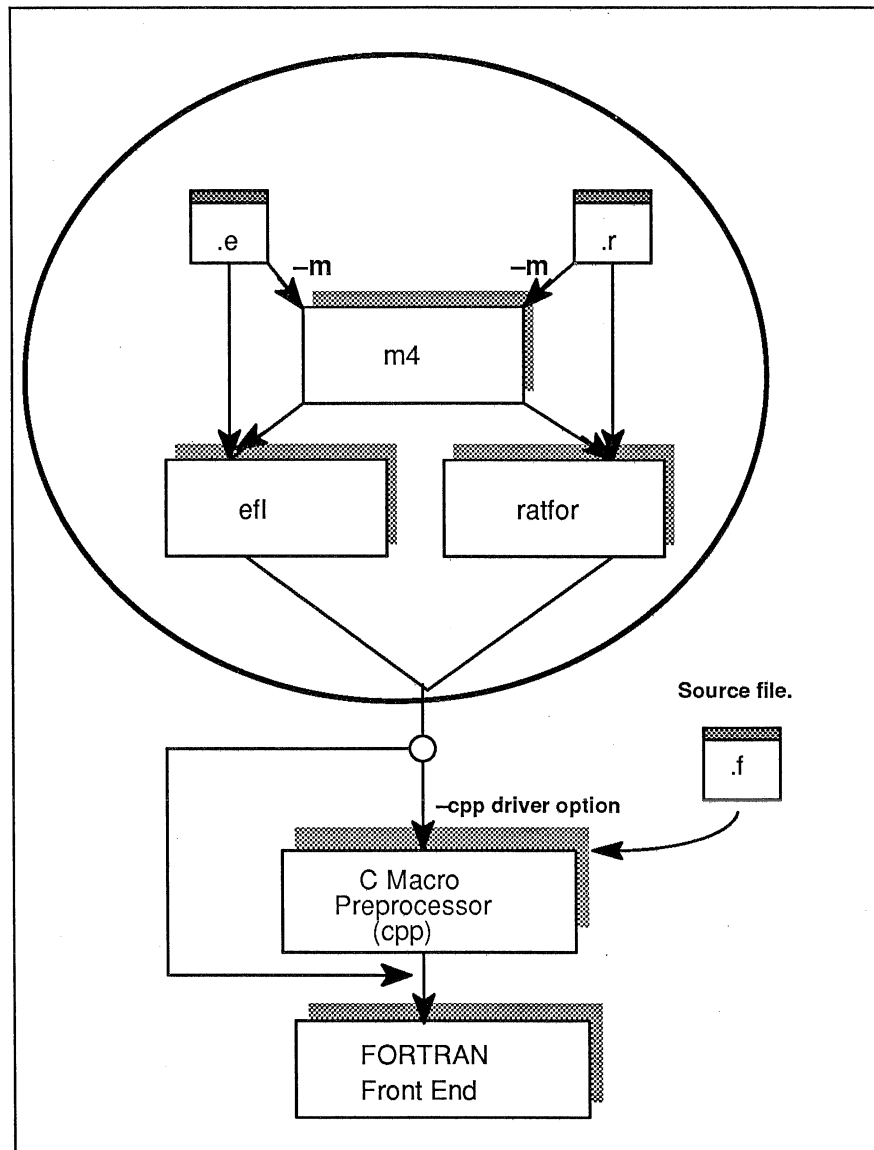 .e
.r
–m
–m
m4
efl
ratfor
Source file.
.f
–cpp driver option
C Macro
Preprocessor
(cpp)
FORTRAN
Front End